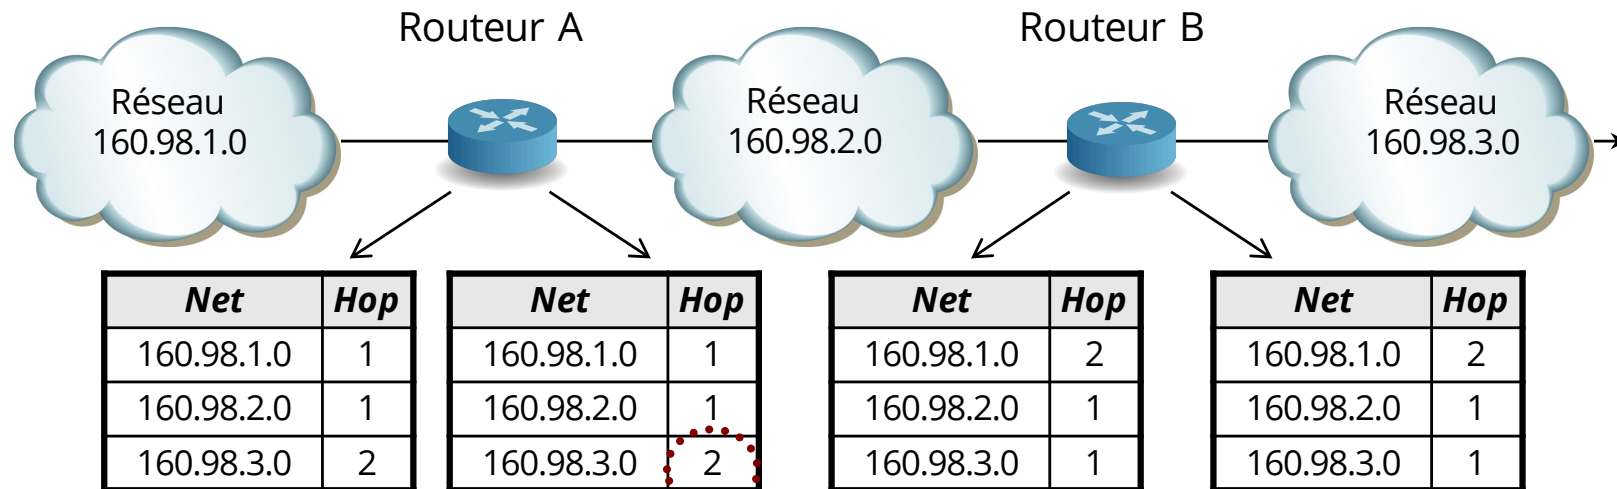 Routeur A
Routeur B
Réseau
160.98.1.0
Réseau
160.98.2.0
Réseau
160.98.3.0
Net Hop
160.98.1.0 1
160.98.2.0 1
160.98.3.0 2
Net Hop
160.98.1.0 1
160.98.2.0 1
160.98.3.0 2
Net Hop
160.98.1.0 2
160.98.2.0 1
160.98.3.0 1
Net Hop
160.98.1.0 2
160.98.2.0 1
160.98.3.0 1